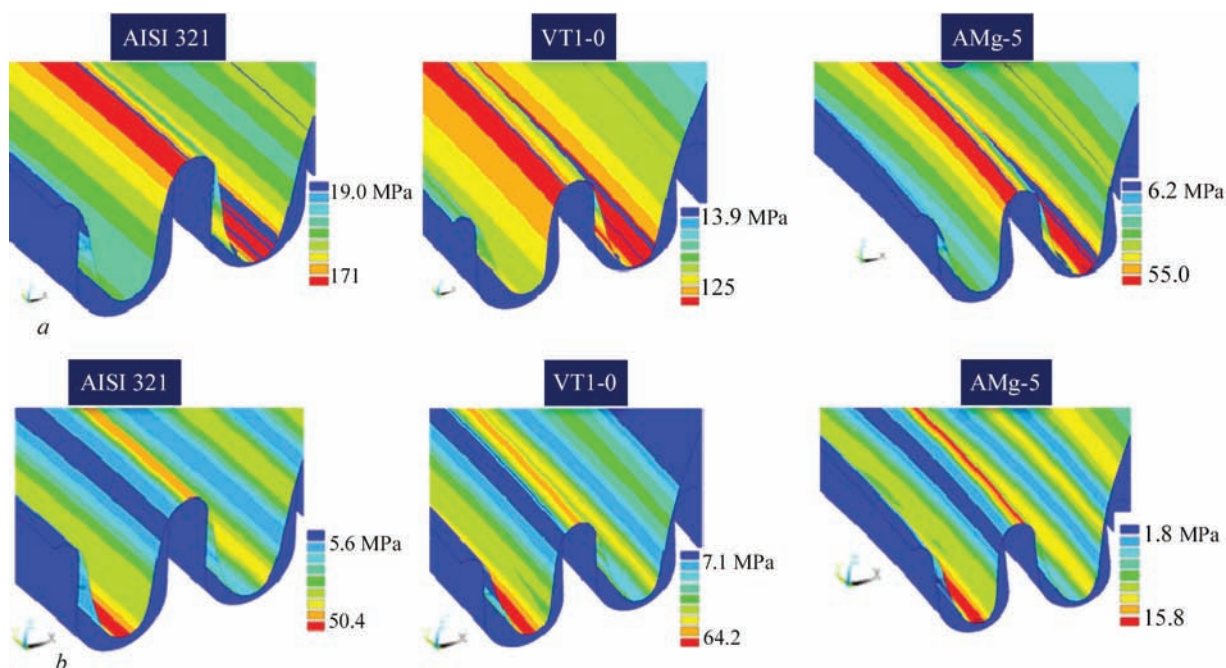 AISI 321
VT1-0
AMg-5
19.0 MPa
171
13.9 MPa
125
6.2 MPa
55.0
a
AISI 321
VT1-0
AMg-5
5.6 MPa
50.4
7.1 MPa
64.2
1.8 MPa
15.8
b